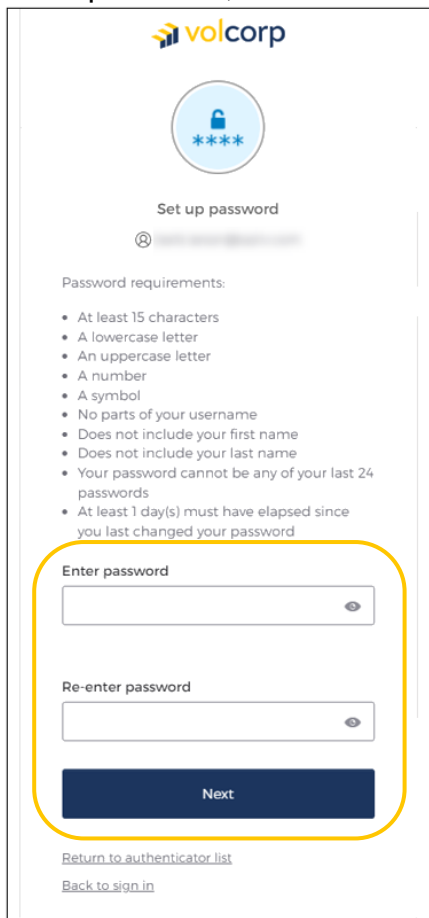 volcorp
****
Set up password
Password requirements:
• At least 15 characters
• A lowercase letter
• An uppercase letter
• A number
• A symbol
• No parts of your username
• Does not include your first name
• Does not include your last name
• Your password cannot be any of your last 24
passwords
• At least 1 day(s) must have elapsed since
you last changed your password
Enter password
Re-enter password
Next
Return to authenticator list
Back to sign in